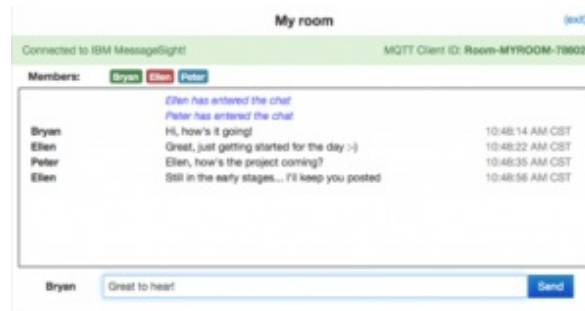 My room
(exit)
Connected to IBM MessageSight! MQTT Client ID: Room-MYROOM-78602
Members: Bryan Ellen Peter
Ellen has entered the chat
Peter has entered the chat
Bryan Hi, how's it going! 10:48:14 AM CST
Ellen Great, just getting started for the day :-) 10:48:22 AM CST
Peter Ellen, how's the project coming? 10:48:35 AM CST
Ellen Still in the early stages... I'll keep you posted 10:48:56 AM CST
Bryan Great to hear! Send